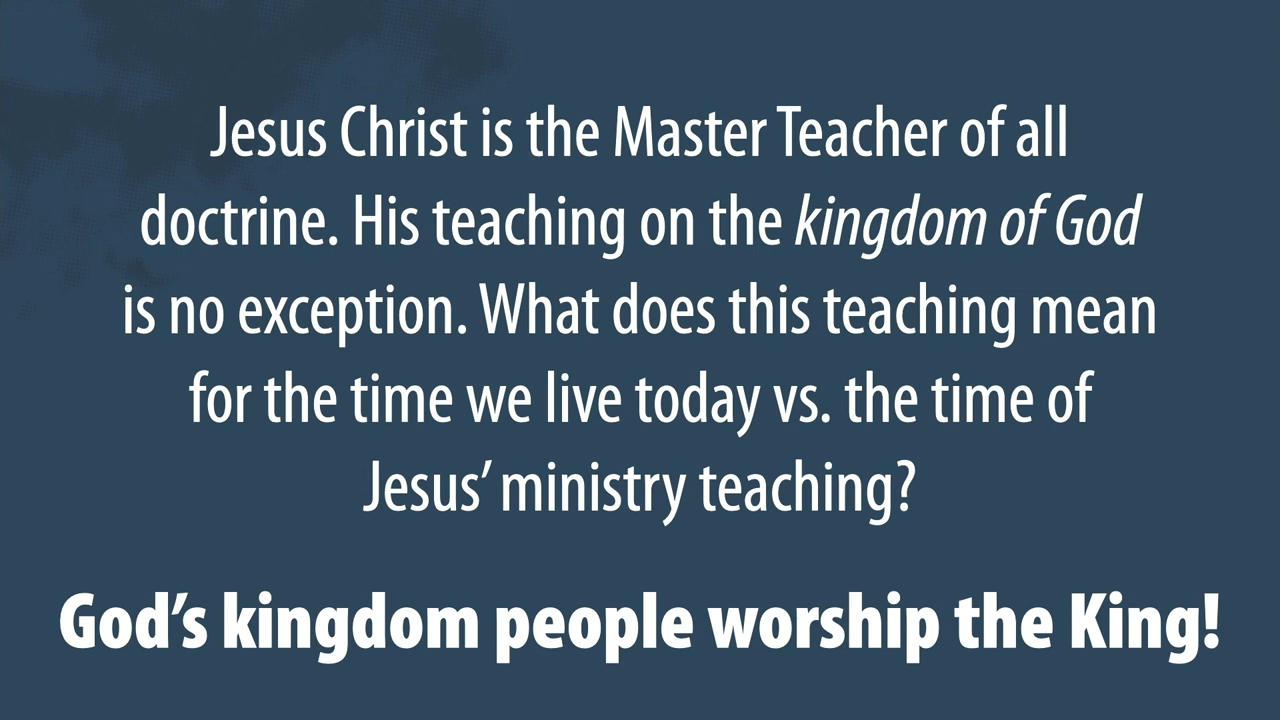 Jesus Christ is the Master Teacher of all
doctrine. His teaching on the kingdom of God
is no exception. What does this teaching mean
for the time we live today vs. the time of
Jesus’ ministry teaching?
God’s kingdom people worship the King!